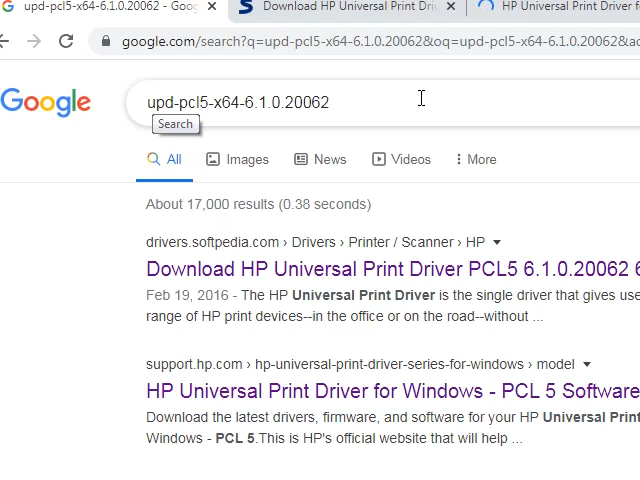 upd-pcl5-x64-6.1.0.20062 - Goog
Download HP Universal Print Driv
HP Universal Print Driver f
google.com/search?q=upd-pcl5-x64-6.1.0.20062&oq=upd-pcl5-x64-6.1.0.20062&ac
Google
upd-pcl5-x64-6.1.0.20062
Search
All
Images
News
Videos
More
About 17,000 results (0.38 seconds)
drivers.softpedia.com › Drivers › Printer / Scanner › HP
Download HP Universal Print Driver PCL5 6.1.0.20062 6
Feb 19, 2016 - The HP Universal Print Driver is the single driver that gives use
range of HP print devices--in the office or on the road--without ...
support.hp.com › hp-universal-print-driver-series-for-windows › model
HP Universal Print Driver for Windows - PCL 5 Software
Download the latest drivers, firmware, and software for your HP Universal Print
Windows - PCL 5.This is HP's official website that will help ...